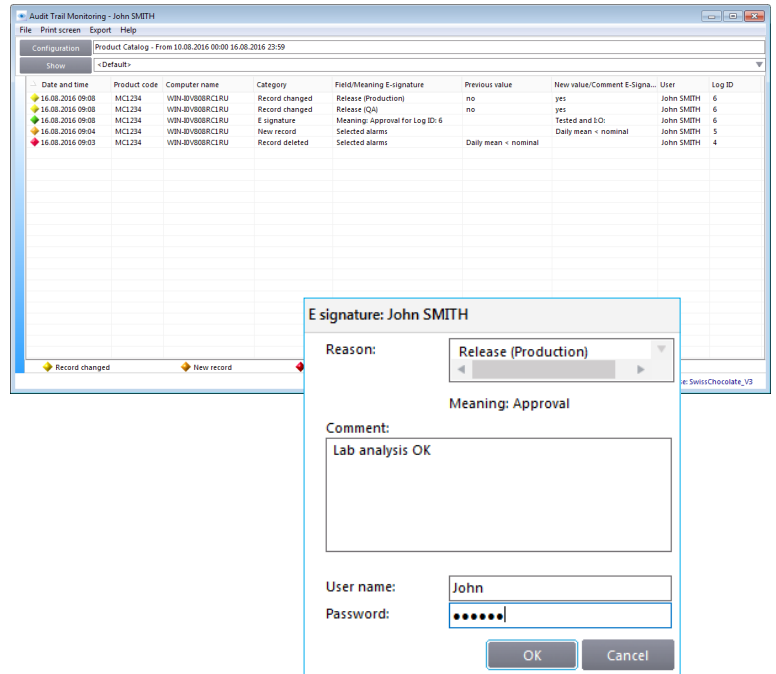 Audit Trail Monitoring - John SMITH
File Print screen Export Help
Configuration Product Catalog - From 10.08.2016 00:00 16.08.2016 23:59
Show <Default>
Date and time Product code Computer name Category Field/Meaning E-signature Previous value New value/Comment E-Signa... User Log ID
16.08.2016 09:08 MC1234 WIN-I0V808RC1RU Record changed Release (Production) no yes John SMITH 6
16.08.2016 09:08 MC1234 WIN-I0V808RC1RU Record changed Release (QA) no yes John SMITH 6
16.08.2016 09:08 MC1234 WIN-I0V808RC1RU E signature Meaning: Approval for Log ID: 6 Tested and I:O: John SMITH 6
16.08.2016 09:04 MC1234 WIN-I0V808RC1RU New record Selected alarms Daily mean < nominal John SMITH 5
16.08.2016 09:03 MC1234 WIN-I0V808RC1RU Record deleted Selected alarms Daily mean < nominal John SMITH 4
Record changed New record
SwissChocolate_V3
E signature: John SMITH
Reason: Release (Production)
Meaning: Approval
Comment:
Lab analysis OK
User name: John
Password: ●●●●●●
OK Cancel